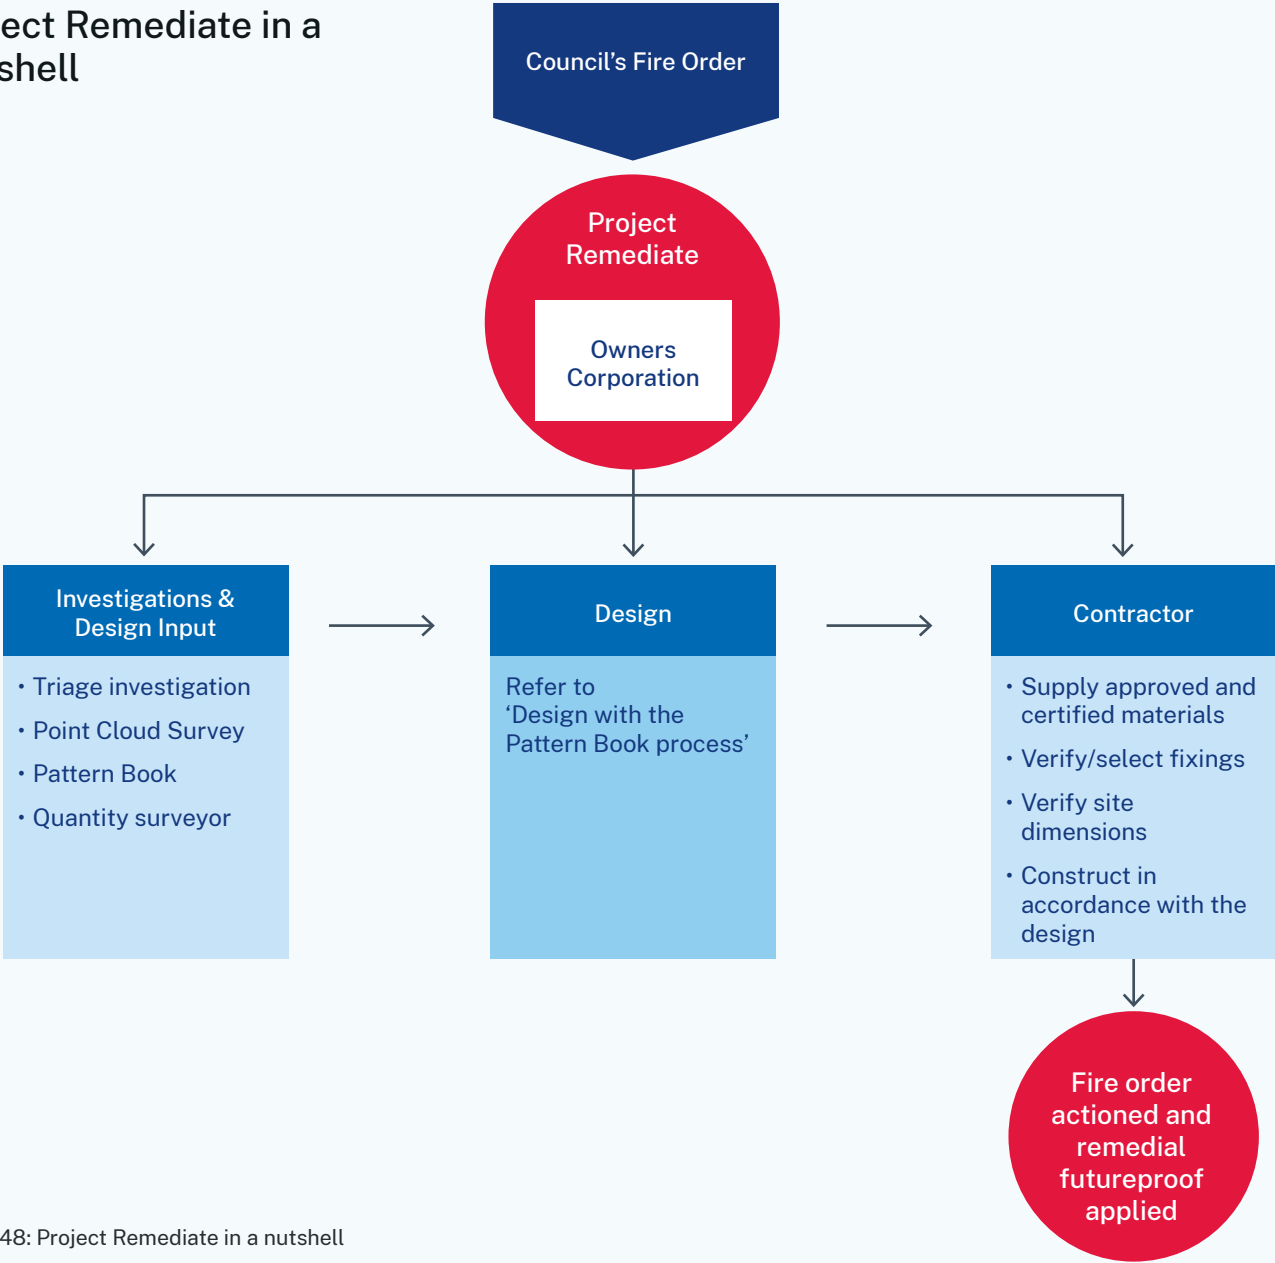 ect Remediate in a
shell
Council’s Fire Order
Project
Remediate
Owners
Corporation
Investigations &
Design Input
• Triage investigation
• Point Cloud Survey
• Pattern Book
• Quantity surveyor
Design
Refer to
‘Design with the
Pattern Book process’
Contractor
• Supply approved and
certified materials
• Verify/select fixings
• Verify site
dimensions
• Construct in
accordance with the
design
Fire order
actioned and
remedial
futureproof
applied
48: Project Remediate in a nutshell